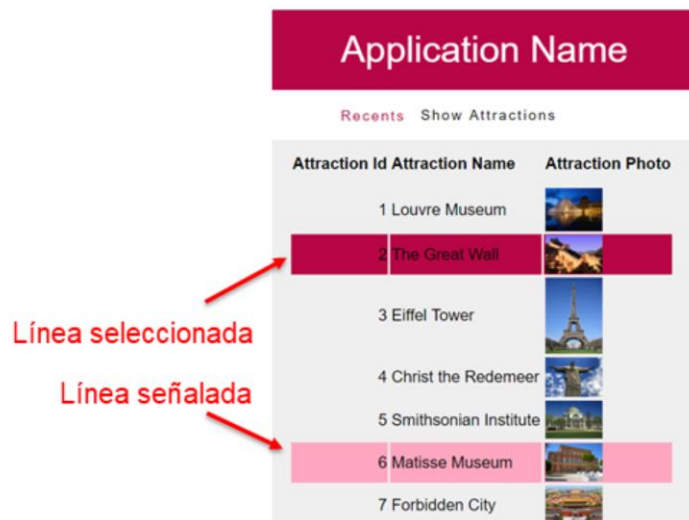 Application Name
Recents Show Attractions
Attraction Id Attraction Name Attraction Photo
1 Louvre Museum
2 The Great Wall
3 Eiffel Tower
Línea seleccionada
4 Christ the Redemeer
Línea señalada
5 Smithsonian Institute
6 Matisse Museum
7 Forbidden City